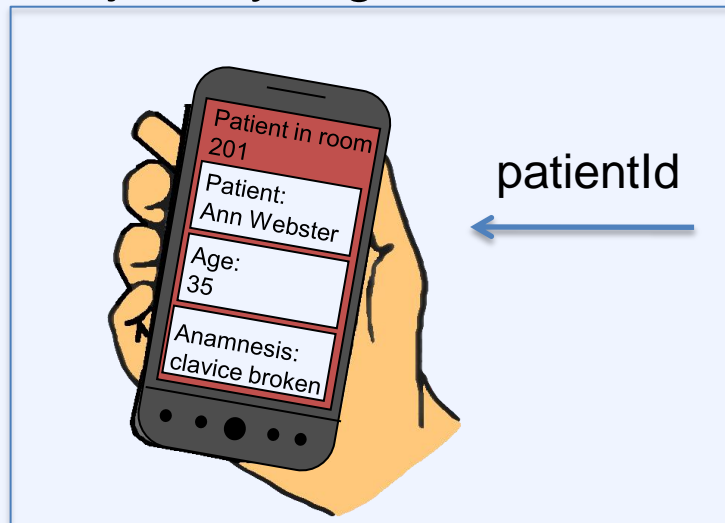 Patient in room
201
Patient:
Ann Webster
Age:
35
Anamnesis:
clavice broken
patientId